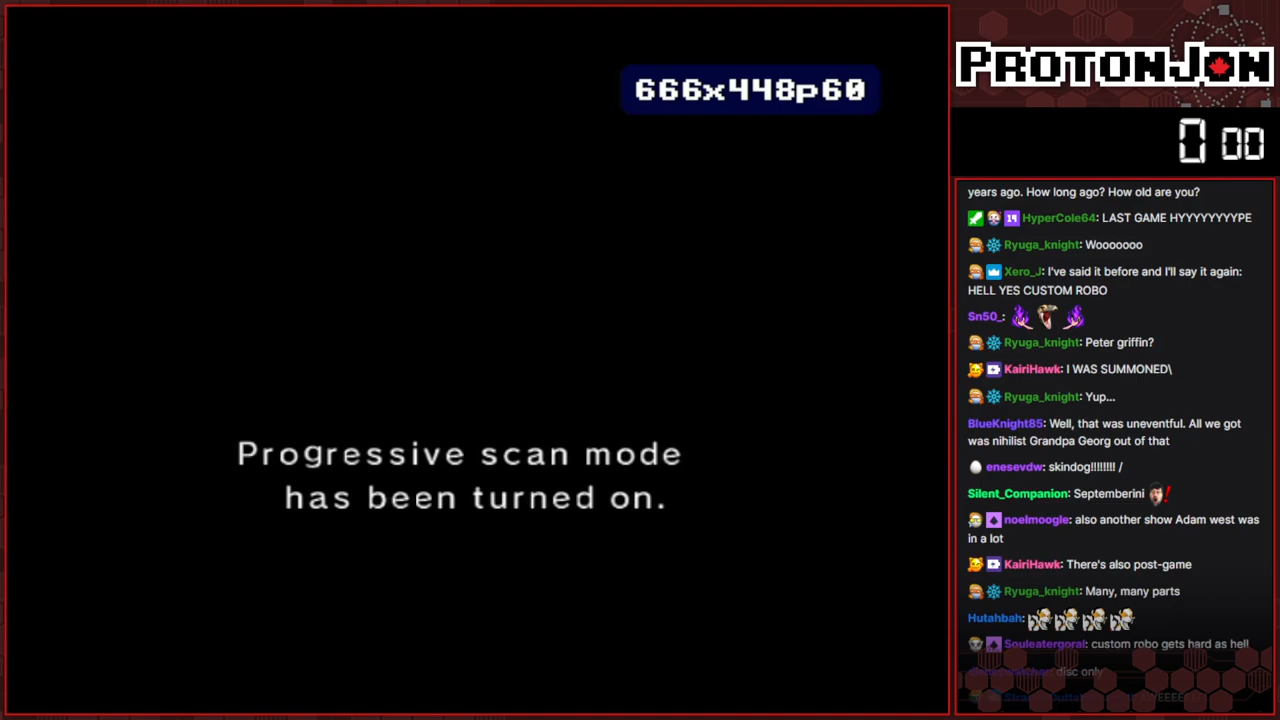 666x448p60
Progressive scan mode
has been turned on.
PROTONJON
0 00
years ago. How long ago? How old are you?
19 HyperCole64: LAST GAME HYYYYYYYYPE
Ryuga_knight: Wooooooo
Xero_J: I've said it before and I'll say it again:
HELL YES CUSTOM ROBO
Sn50_:
Ryuga_knight: Peter griffin?
KairiHawk: I WAS SUMMONED\
Ryuga_knight: Yup...
BlueKnight85: Well, that was uneventful. All we got
was nihilist Grandpa Georg out of that
enesevdw: skindog!!!!!!!! /
Silent_Companion: Septemberini
noelmoogle: also another show Adam west was
in a lot
KairiHawk: There's also post-game
Ryuga_knight: Many, many parts
Hutahbah:
Souleatergoral: custom robo gets hard as hell
disc only